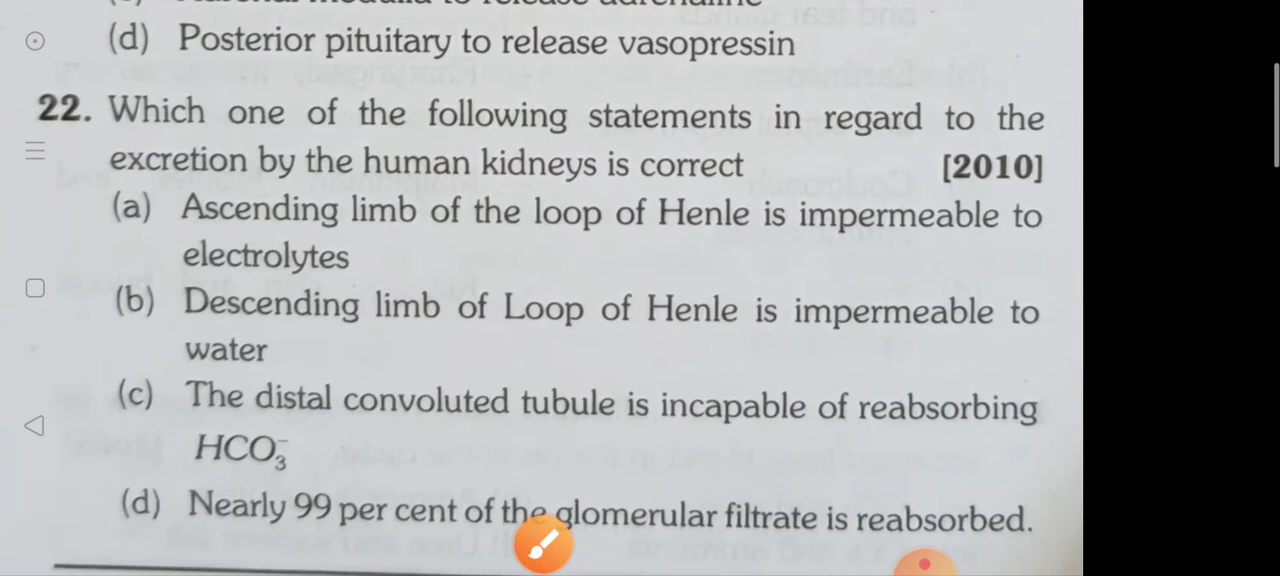 (d) Posterior pituitary to release vasopressin
22. Which one of the following statements in regard to the
excretion by the human kidneys is correct [2010]
(a) Ascending limb of the loop of Henle is impermeable to
electrolytes
(b) Descending limb of Loop of Henle is impermeable to
water
(c) The distal convoluted tubule is incapable of reabsorbing
HCO₃⁻
(d) Nearly 99 per cent of the glomerular filtrate is reabsorbed.